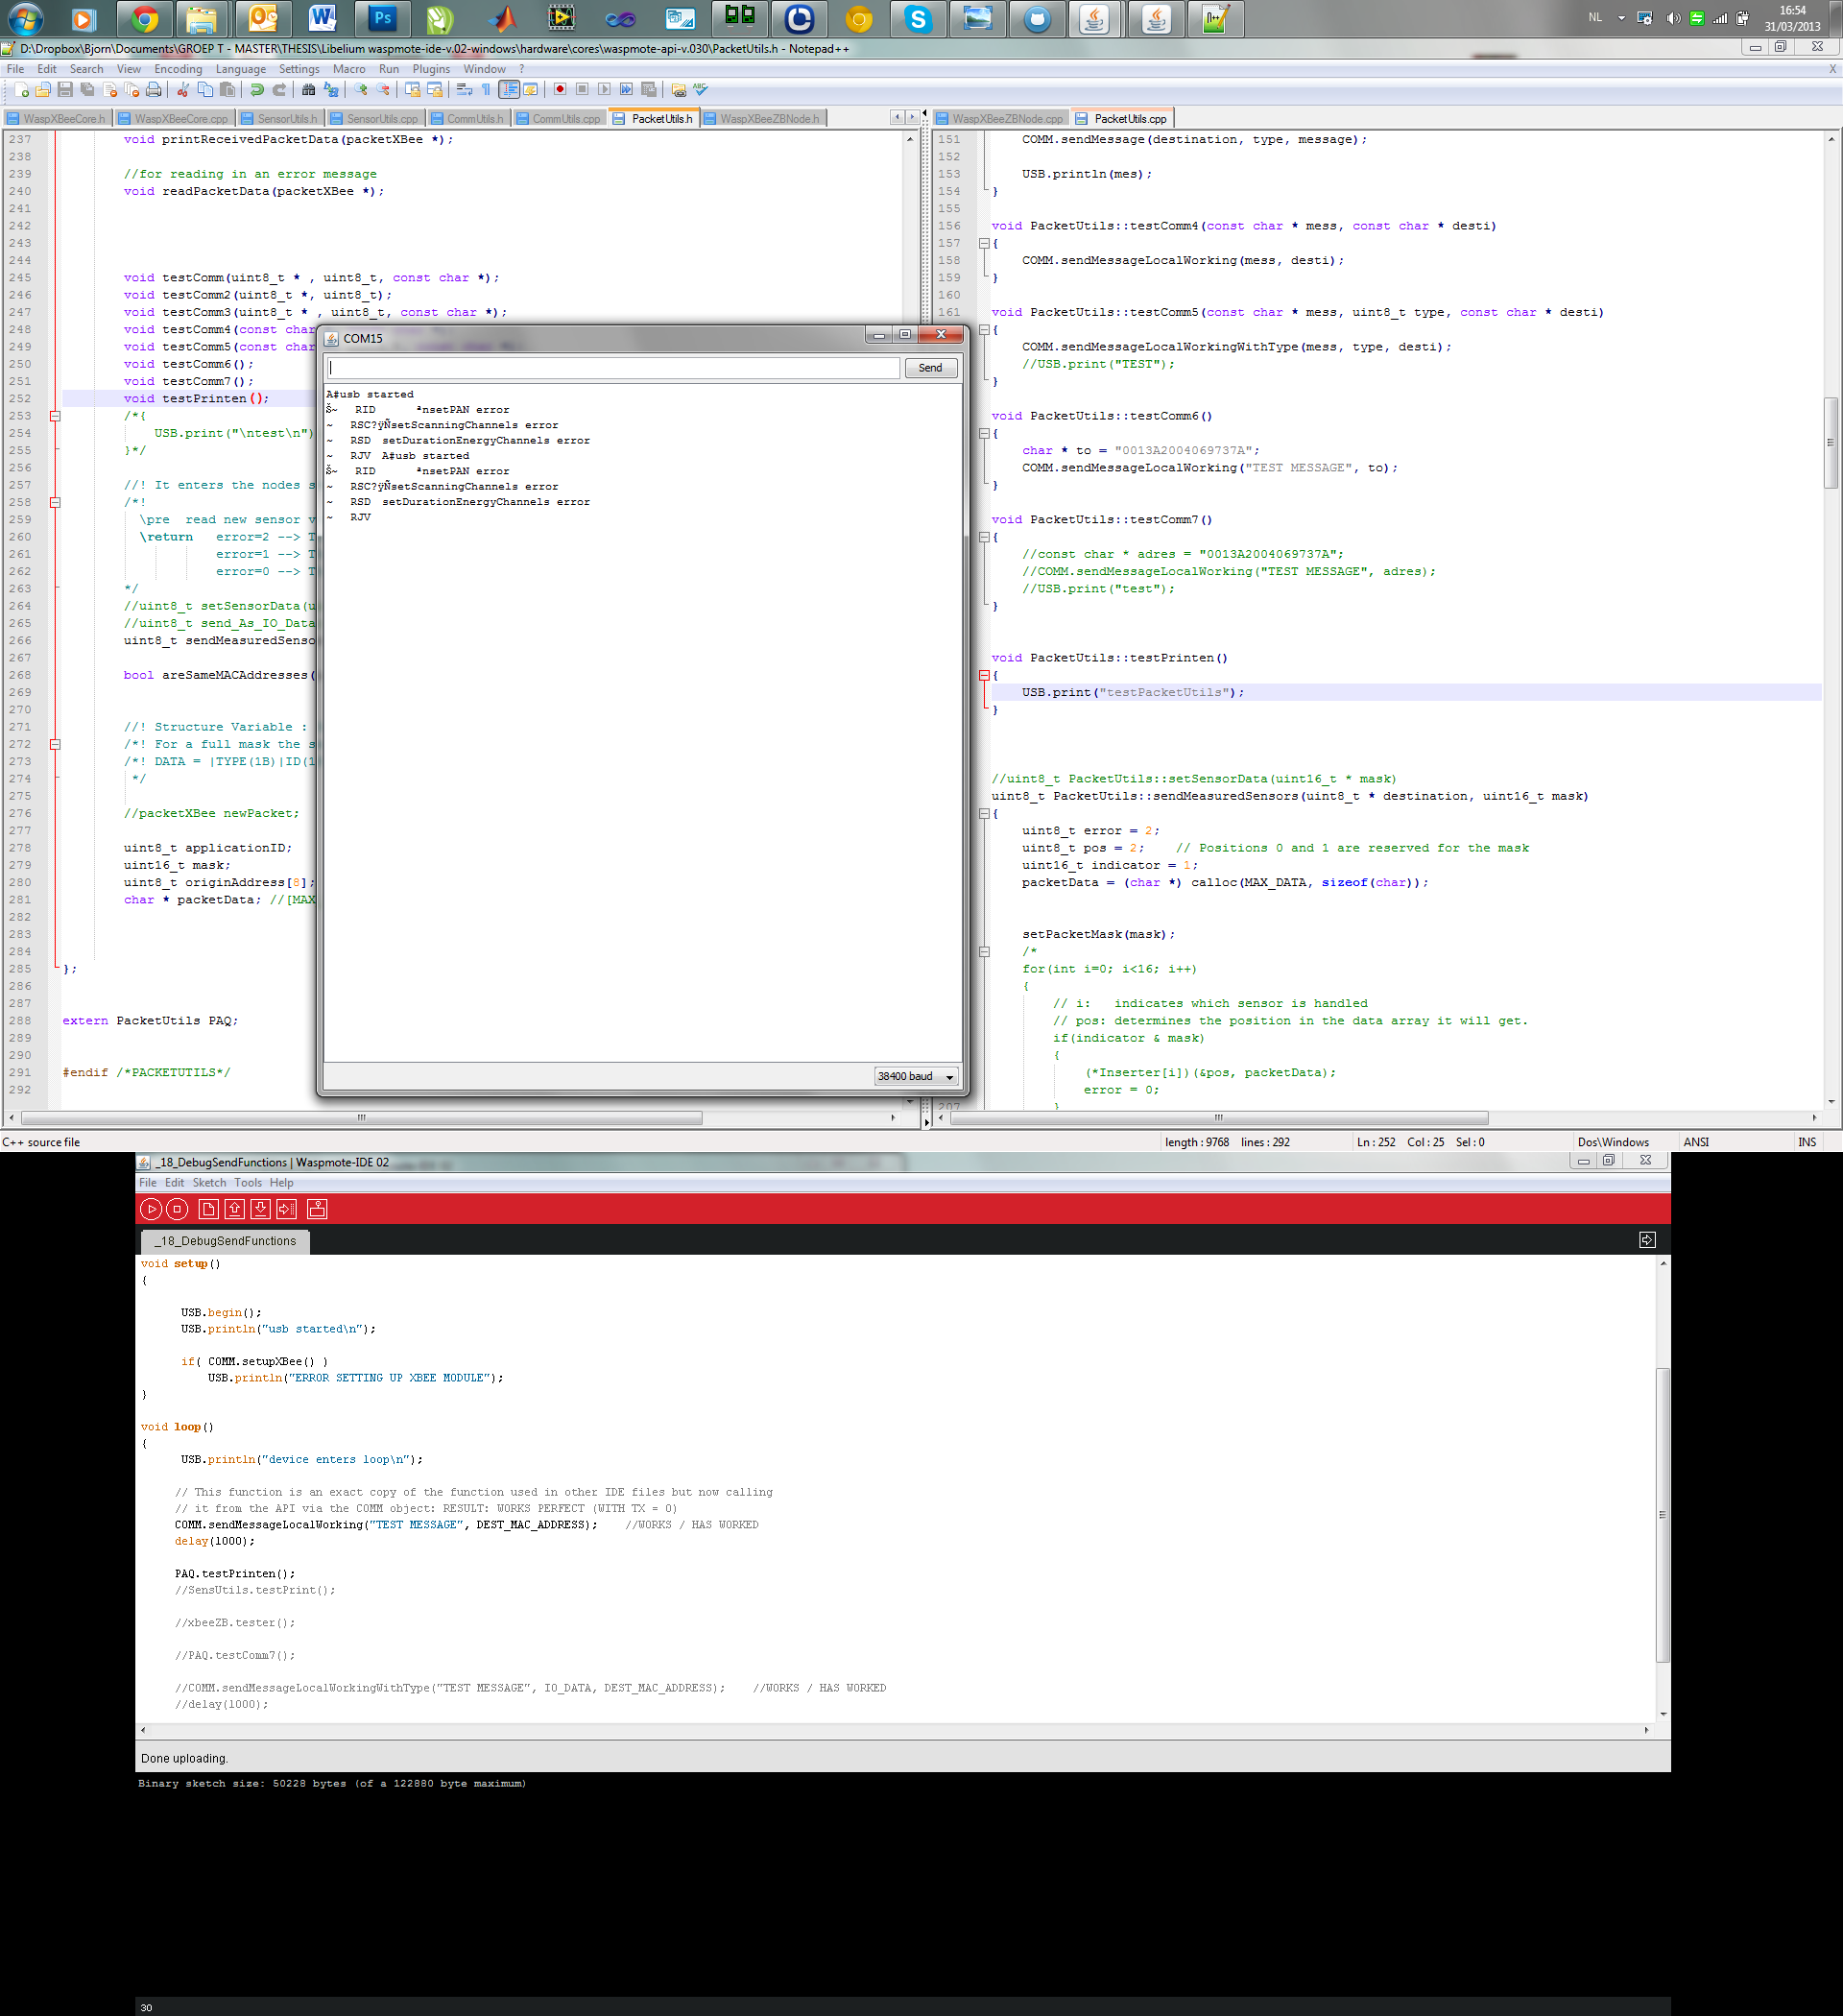 NL
16:54
31/03/2013
D:\Dropbox\Bjorn\Documents\GROEP T - MASTER\THESIS\Libelium waspmote-ide-v.02-windows\hardware\cores\waspmote-api-v.030\PacketUtils.h - Notepad++
File Edit Search View Encoding Language Settings Macro Run Plugins Window ?
WaspXBeeCore.h WaspXBeeCore.cpp SensorUtils.h SensorUtils.cpp CommUtils.h CommUtils.cpp PacketUtils.h WaspXBeeZBNode.h
237 void printReceivedPacketData(packetXBee *);
238
239 //for reading in an error message
240 void readPacketData(packetXBee *);
241
242
243
244
245 void testComm(uint8_t * , uint8_t, const char *);
246 void testComm2(uint8_t *, uint8_t);
247 void testComm3(uint8_t * , uint8_t, const char *);
248 void testComm4(const char
249 void testComm5(const char
250 void testComm6();
251 void testComm7();
252 void testPrinten();
253 /*{
254 USB.print("\ntest\n")
255 }*/
256
257 //! It enters the nodes s
258 /*!
259 \pre read new sensor v
260 \return error=2 --> T
261 error=1 --> T
262 error=0 --> T
263 */
264 //uint8_t setSensorData(u
265 //uint8_t send_As_IO_Data
266 uint8_t sendMeasuredSenso
267
268 bool areSameMACAddresses(
269
270
271 //! Structure Variable :
272 /*! For a full mask the s
273 /*! DATA = |TYPE(1B)|ID(1
274 */
275
276 //packetXBee newPacket;
277
278 uint8_t applicationID;
279 uint16_t mask;
280 uint8_t originAddress[8];
281 char * packetData; //[MAX
282
283
284
285 };
286
287
288 extern PacketUtils PAQ;
289
290
291 #endif /*PACKETUTILS*/
292
COM15
Send
A‡usb started
Š~ RID ªnsetPAN error
~ RSC?ÿÑsetScanningChannels error
~ RSD setDurationEnergyChannels error
~ RJV A‡usb started
Š~ RID ªnsetPAN error
~ RSC?ÿÑsetScanningChannels error
~ RSD setDurationEnergyChannels error
~ RJV
38400 baud
WaspXBeeZBNode.cpp PacketUtils.cpp
151 COMM.sendMessage(destination, type, message);
152
153 USB.println(mes);
154 }
155
156 void PacketUtils::testComm4(const char * mess, const char * desti)
157 {
158 COMM.sendMessageLocalWorking(mess, desti);
159 }
160
161 void PacketUtils::testComm5(const char * mess, uint8_t type, const char * desti)
{
COMM.sendMessageLocalWorkingWithType(mess, type, desti);
//USB.print("TEST");
}
void PacketUtils::testComm6()
{
char * to = "0013A2004069737A";
COMM.sendMessageLocalWorking("TEST MESSAGE", to);
}
void PacketUtils::testComm7()
{
//const char * adres = "0013A2004069737A";
//COMM.sendMessageLocalWorking("TEST MESSAGE", adres);
//USB.print("test");
}
void PacketUtils::testPrinten()
{
USB.print("testPacketUtils");
}
//uint8_t PacketUtils::setSensorData(uint16_t * mask)
uint8_t PacketUtils::sendMeasuredSensors(uint8_t * destination, uint16_t mask)
{
uint8_t error = 2;
uint8_t pos = 2; // Positions 0 and 1 are reserved for the mask
uint16_t indicator = 1;
packetData = (char *) calloc(MAX_DATA, sizeof(char));
setPacketMask(mask);
/*
for(int i=0; i<16; i++)
{
// i: indicates which sensor is handled
// pos: determines the position in the data array it will get.
if(indicator & mask)
{
(*Inserter[i])(&pos, packetData);
error = 0;
}
207
C++ source file length : 9768 lines : 292 Ln : 252 Col : 25 Sel : 0 Dos\Windows ANSI INS
_18_DebugSendFunctions | Waspmote-IDE 02
File Edit Sketch Tools Help
_18_DebugSendFunctions
void setup()
{
USB.begin();
USB.println("usb started\n");
if( COMM.setupXBee() )
USB.println("ERROR SETTING UP XBEE MODULE");
}
void loop()
{
USB.println("device enters loop\n");
// This function is an exact copy of the function used in other IDE files but now calling
// it from the API via the COMM object: RESULT: WORKS PERFECT (WITH TX = 0)
COMM.sendMessageLocalWorking("TEST MESSAGE", DEST_MAC_ADDRESS); //WORKS / HAS WORKED
delay(1000);
PAQ.testPrinten();
//SensUtils.testPrint();
//xbeeZB.tester();
//PAQ.testComm7();
//COMM.sendMessageLocalWorkingWithType("TEST MESSAGE", IO_DATA, DEST_MAC_ADDRESS); //WORKS / HAS WORKED
//delay(1000);
Done uploading.
Binary sketch size: 50228 bytes (of a 122880 byte maximum)
30